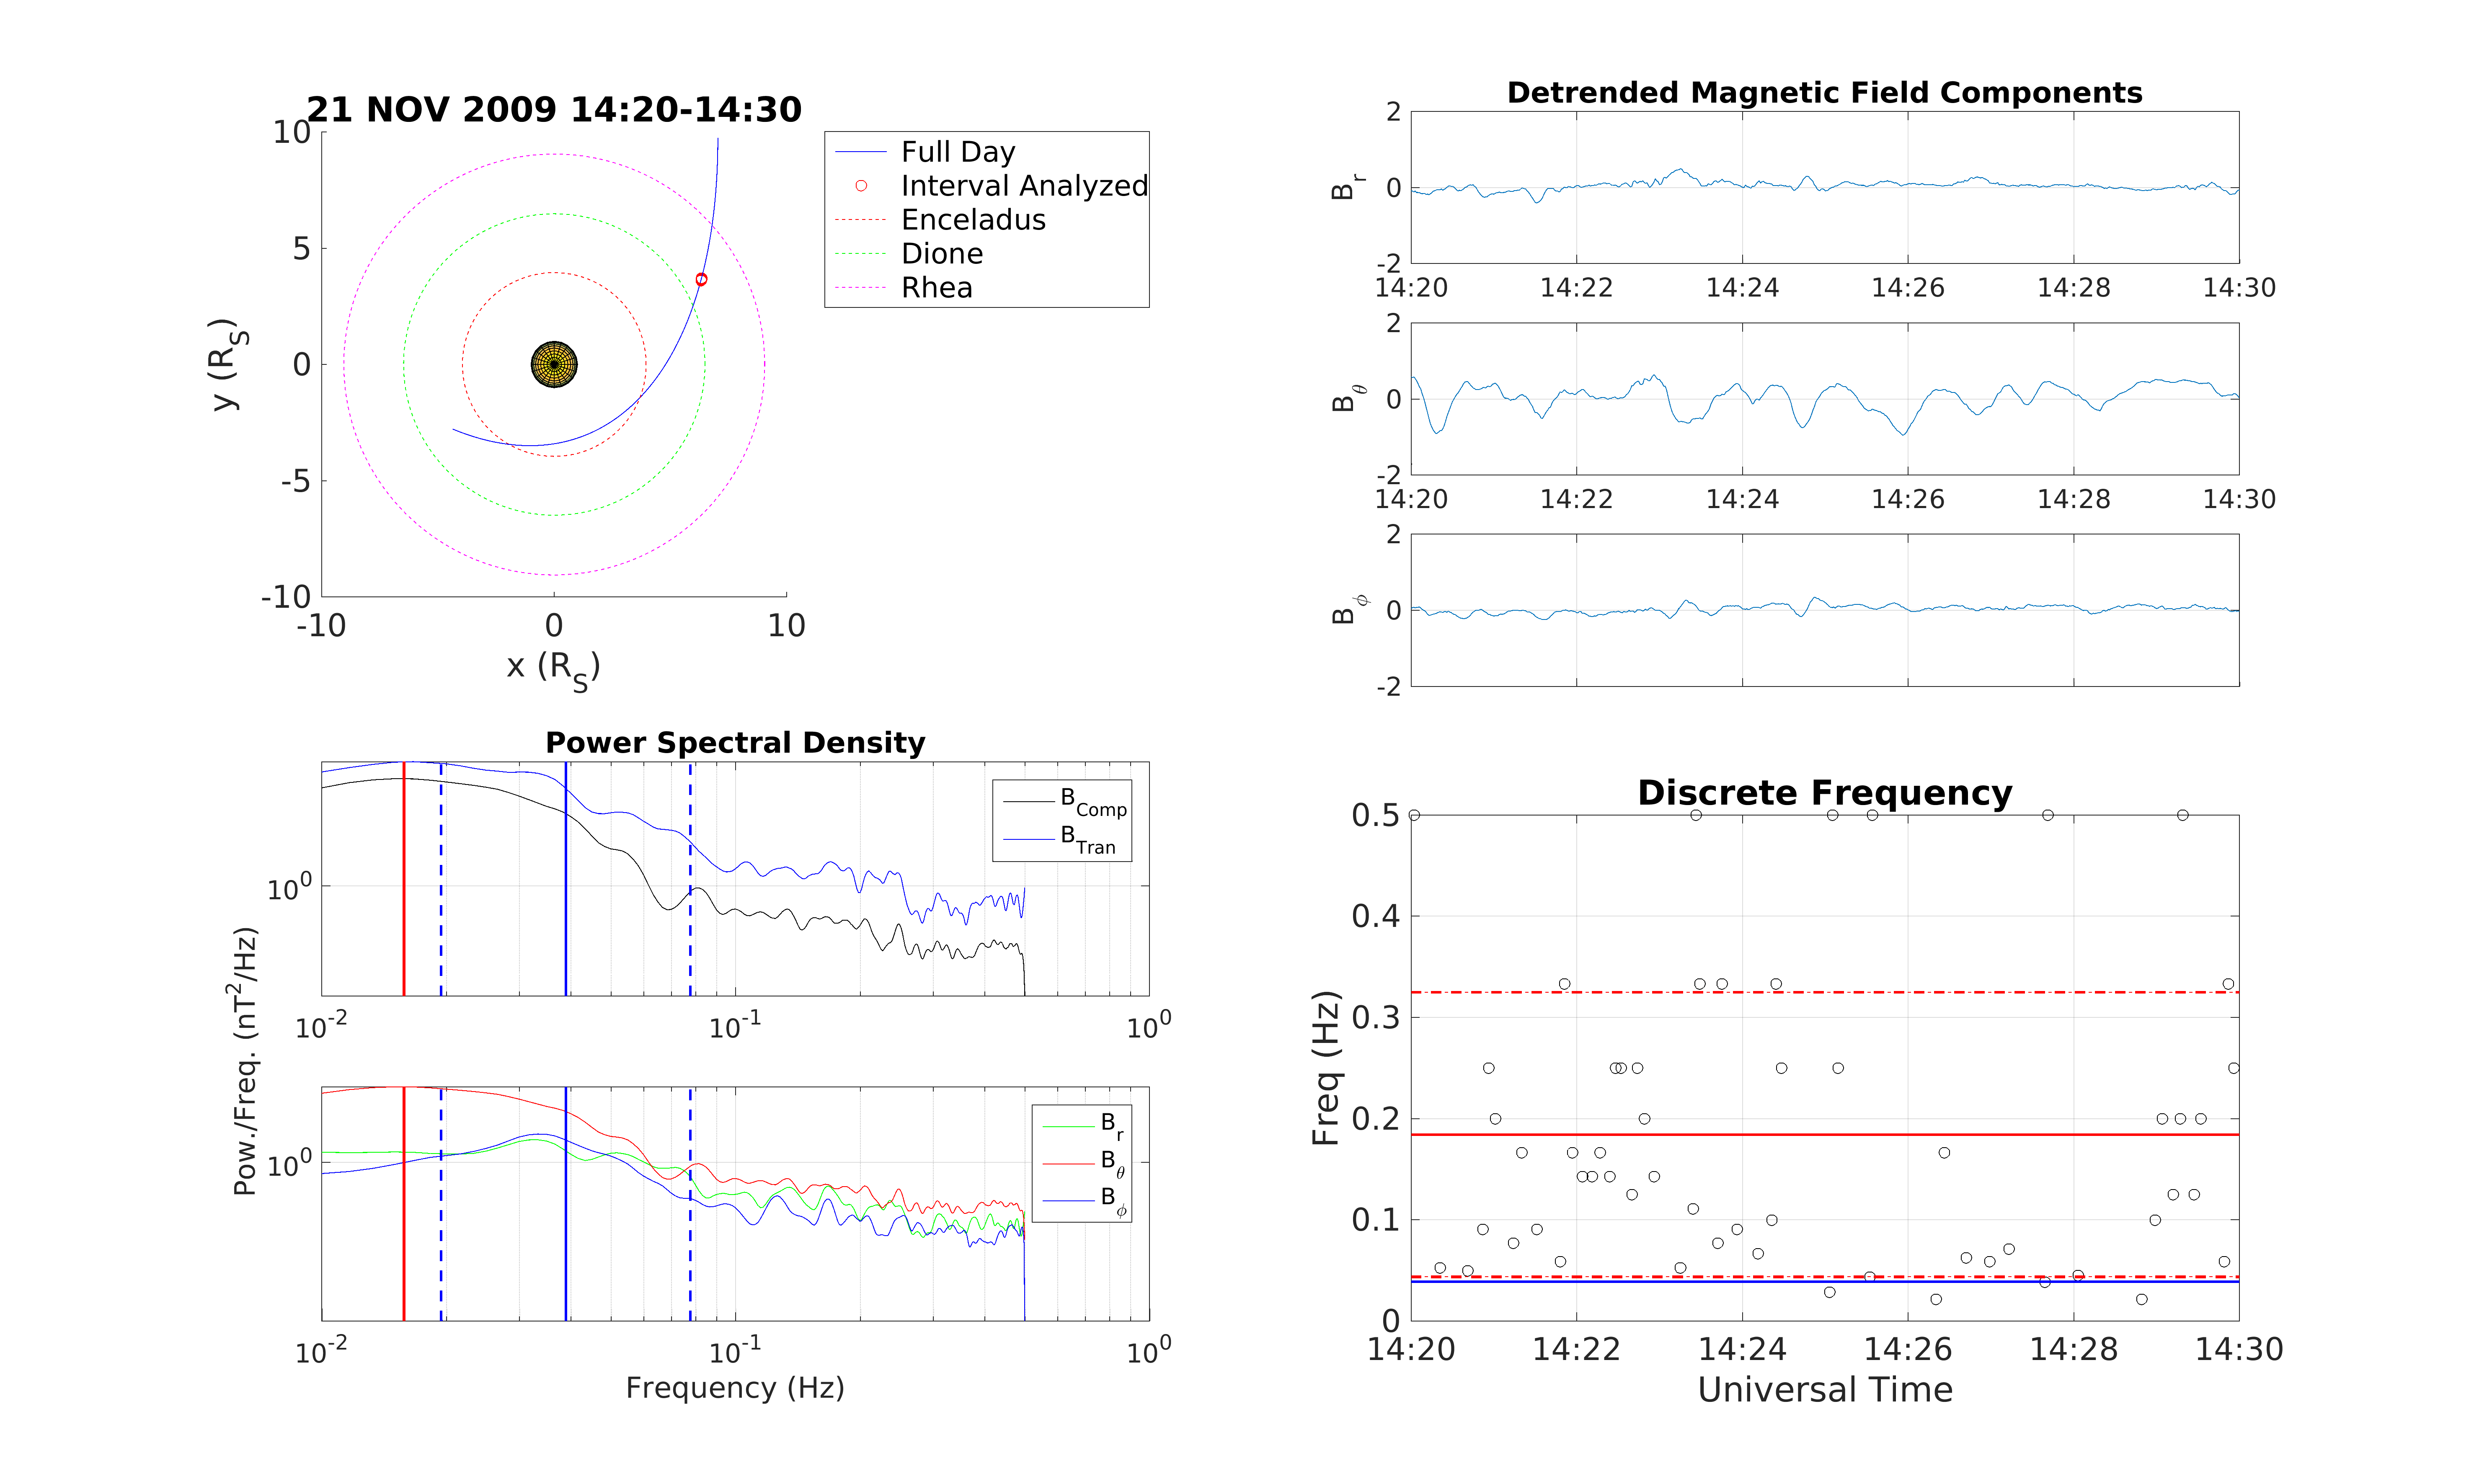 21 NOV 2009 14:20-14:30
10
5
0
-5
-10
y (R_S)
-10 0 10
x (R_S)
Full Day
Interval Analyzed
Enceladus
Dione
Rhea
Detrended Magnetic Field Components
2
0
-2
B_r
14:20 14:22 14:24 14:26 14:28 14:30
2
0
-2
B_θ
14:20 14:22 14:24 14:26 14:28 14:30
2
0
-2
B_ϕ
Power Spectral Density
10^0
B_Comp
B_Tran
10^-2 10^-1 10^0
Pow./Freq. (nT^2/Hz)
10^0
B_r
B_θ
B_ϕ
10^-2 10^-1 10^0
Frequency (Hz)
Discrete Frequency
0.5
0.4
0.3
0.2
0.1
0
Freq (Hz)
14:20 14:22 14:24 14:26 14:28 14:30
Universal Time